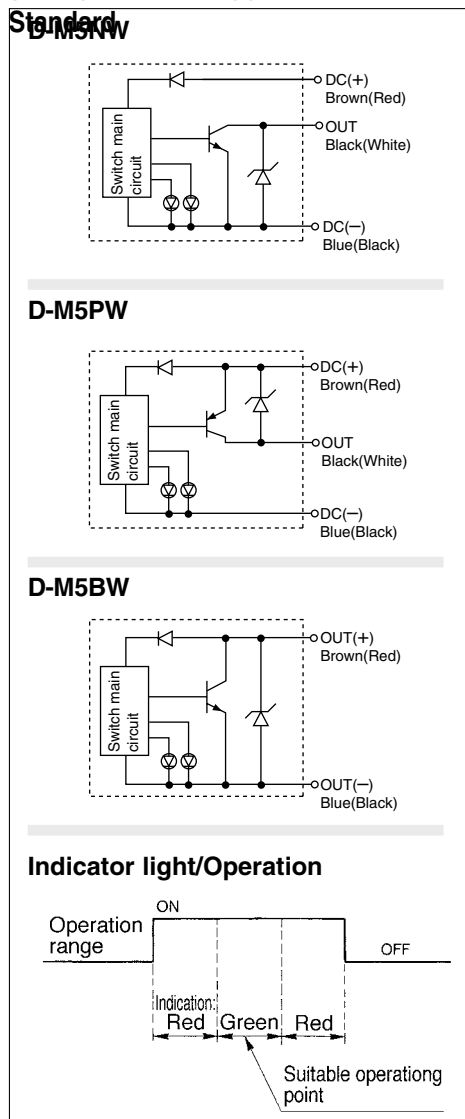 Standard
D-M5NW
DC(+)
Brown(Red)
OUT
Black(White)
Switch main
circuit
DC(−)
Blue(Black)
D-M5PW
DC(+)
Brown(Red)
Switch main
circuit
OUT
Black(White)
DC(−)
Blue(Black)
D-M5BW
OUT(+)
Brown(Red)
Switch main
circuit
OUT(−)
Blue(Black)
Indicator light/Operation
ON
Operation
range
OFF
Indication:
Red Green Red
Suitable operationg
point